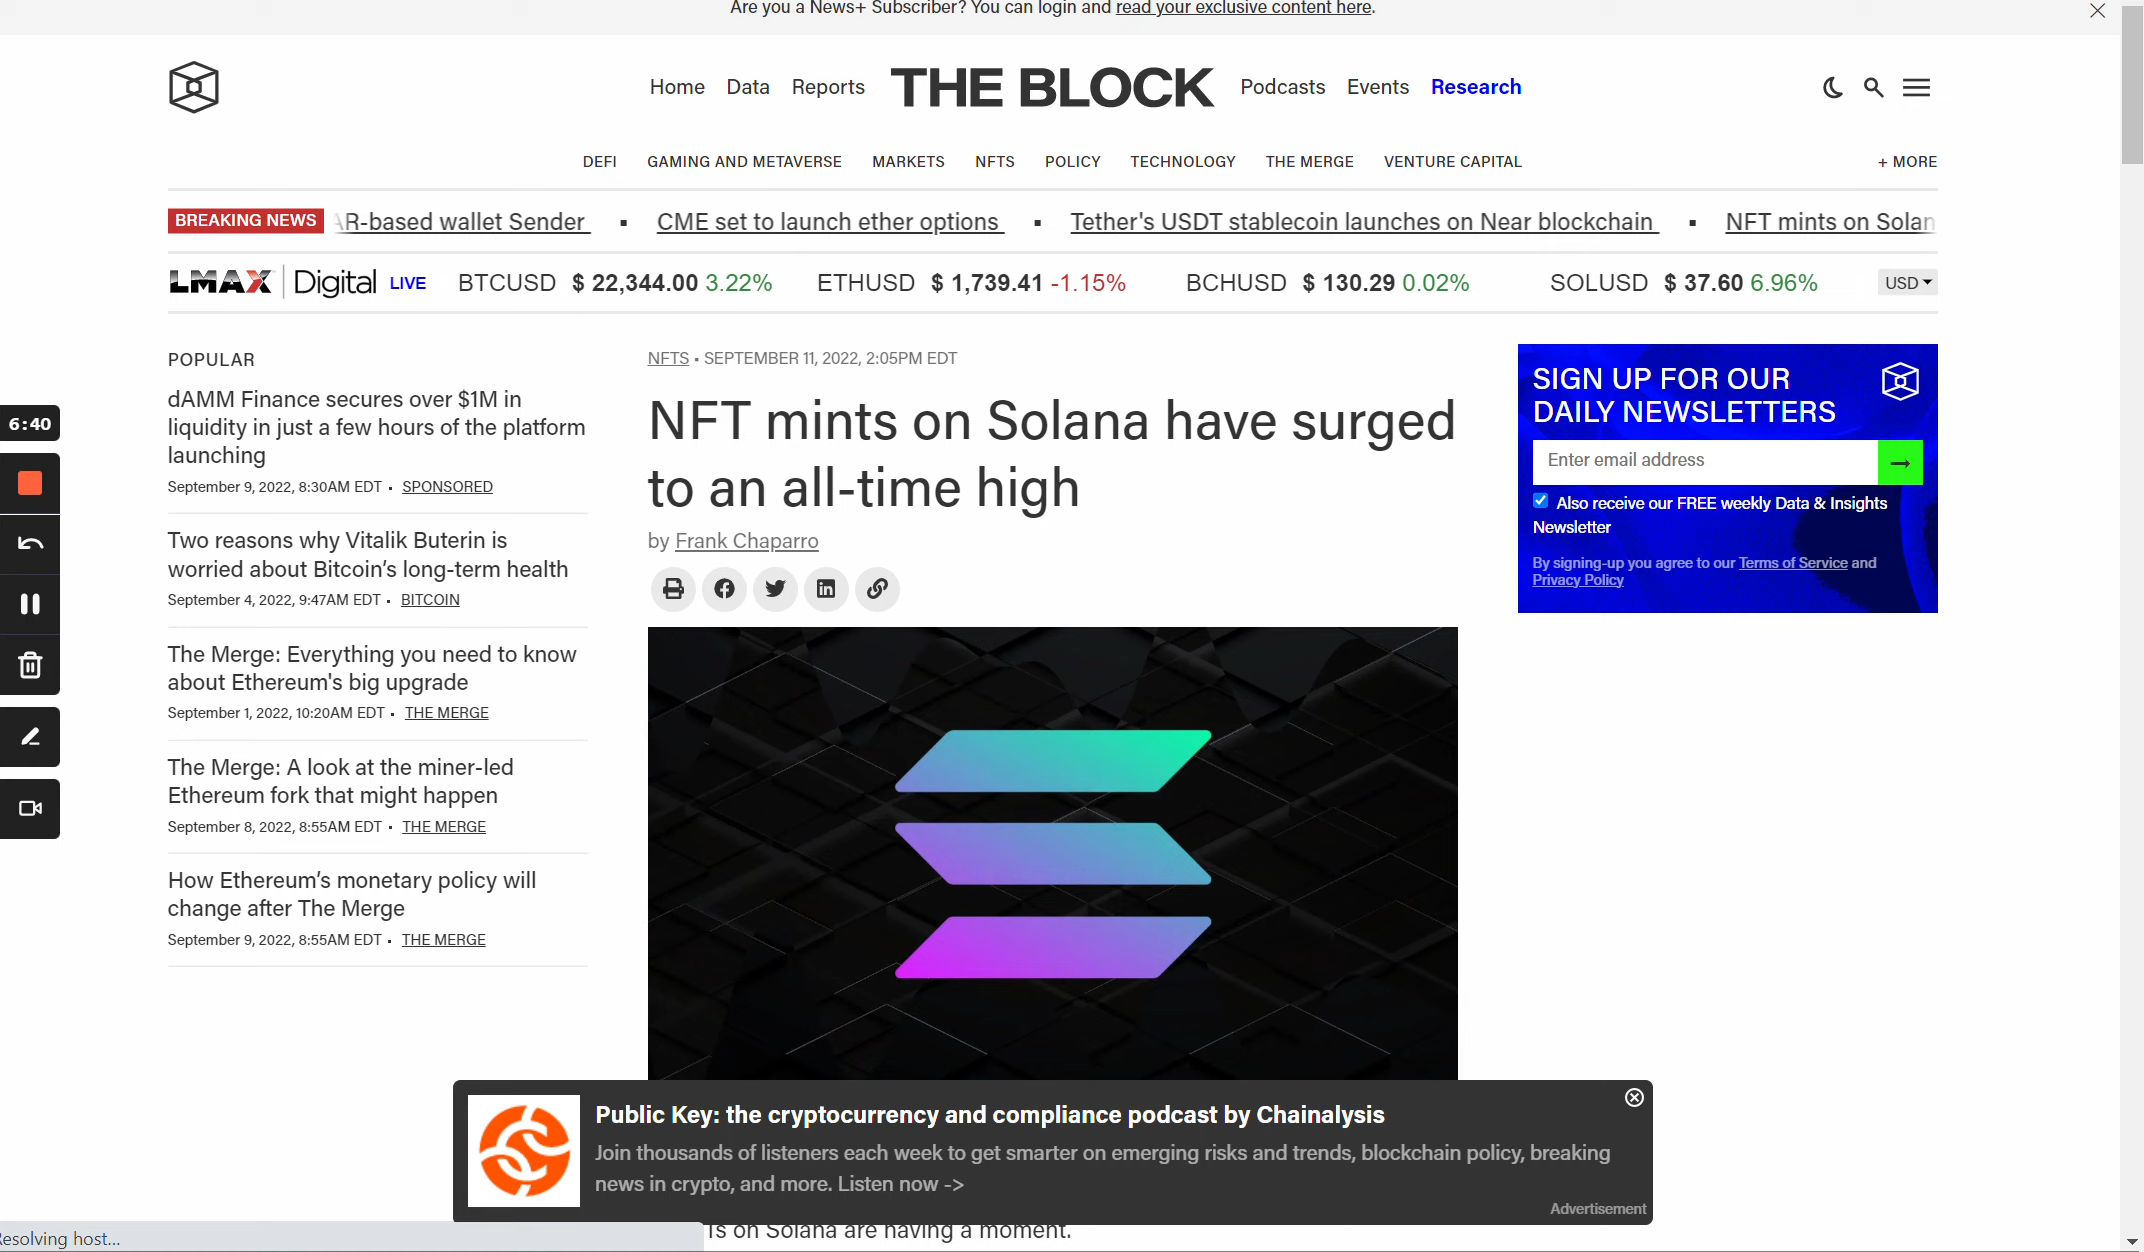 Are you a News+ Subscriber? You can login and read your exclusive content here.
Home Data Reports THE BLOCK Podcasts Events Research
DEFI GAMING AND METAVERSE MARKETS NFTS POLICY TECHNOLOGY THE MERGE VENTURE CAPITAL + MORE
BREAKING NEWS AR-based wallet Sender ▪ CME set to launch ether options ▪ Tether's USDT stablecoin launches on Near blockchain ▪ NFT mints on Solan
LMAX Digital LIVE BTCUSD $ 22,344.00 3.22% ETHUSD $ 1,739.41 -1.15% BCHUSD $ 130.29 0.02% SOLUSD $ 37.60 6.96% USD
POPULAR
dAMM Finance secures over $1M in
liquidity in just a few hours of the platform
launching
September 9, 2022, 8:30AM EDT • SPONSORED
Two reasons why Vitalik Buterin is
worried about Bitcoin's long-term health
September 4, 2022, 9:47AM EDT • BITCOIN
The Merge: Everything you need to know
about Ethereum's big upgrade
September 1, 2022, 10:20AM EDT • THE MERGE
The Merge: A look at the miner-led
Ethereum fork that might happen
September 8, 2022, 8:55AM EDT • THE MERGE
How Ethereum's monetary policy will
change after The Merge
September 9, 2022, 8:55AM EDT • THE MERGE
6:40
NFTS • SEPTEMBER 11, 2022, 2:05PM EDT
NFT mints on Solana have surged
to an all-time high
by Frank Chaparro
SIGN UP FOR OUR
DAILY NEWSLETTERS
Enter email address →
Also receive our FREE weekly Data & Insights
Newsletter
By signing-up you agree to our Terms of Service and
Privacy Policy
Public Key: the cryptocurrency and compliance podcast by Chainalysis
Join thousands of listeners each week to get smarter on emerging risks and trends, blockchain policy, breaking
news in crypto, and more. Listen now ->
Advertisement
on Solana are having a moment.
Resolving host...